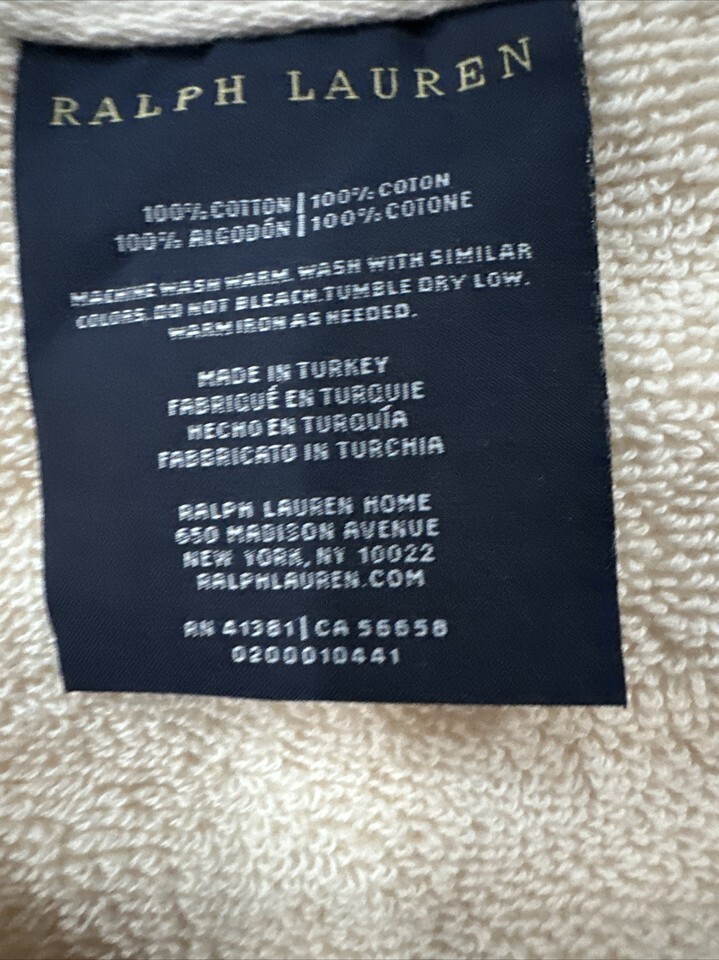 RALPH LAUREN
100% COTTON | 100% COTON
100% ALGODÓN | 100% COTONE
MACHINE WASH WARM. WASH WITH SIMILAR
COLORS. DO NOT BLEACH. TUMBLE DRY LOW.
WARM IRON AS NEEDED.
MADE IN TURKEY
FABRIQUÉ EN TURQUIE
HECHO EN TURQUÍA
FABBRICATO IN TURCHIA
RALPH LAUREN HOME
650 MADISON AVENUE
NEW YORK, NY 10022
RALPHLAUREN.COM
RN 41381 | CA 56658
0200010441